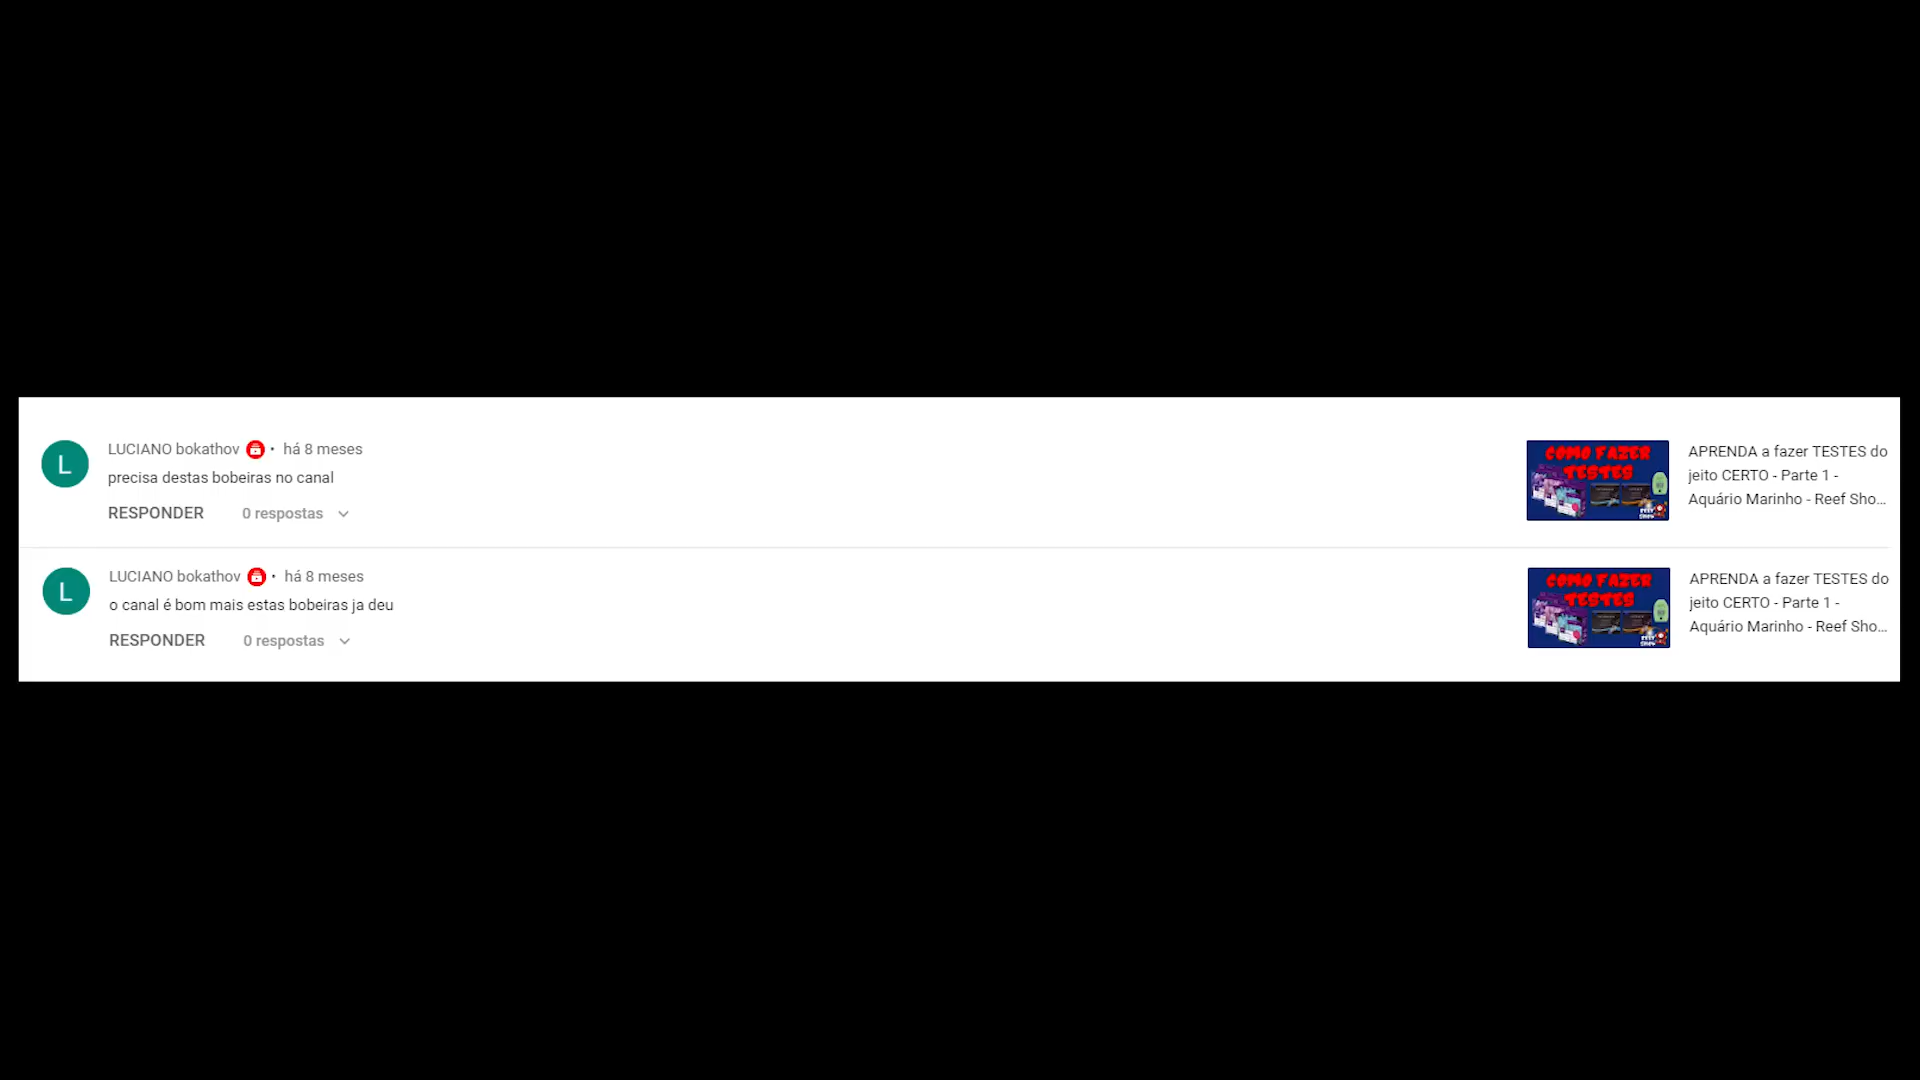 L
LUCIANO bokathov • há 8 meses
precisa destas bobeiras no canal
RESPONDER 0 respostas
COMO FAZER
TESTES
APRENDA a fazer TESTES do
jeito CERTO - Parte 1 -
Aquário Marinho - Reef Sho...
L
LUCIANO bokathov • há 8 meses
o canal é bom mais estas bobeiras ja deu
RESPONDER 0 respostas
COMO FAZER
TESTES
APRENDA a fazer TESTES do
jeito CERTO - Parte 1 -
Aquário Marinho - Reef Sho...